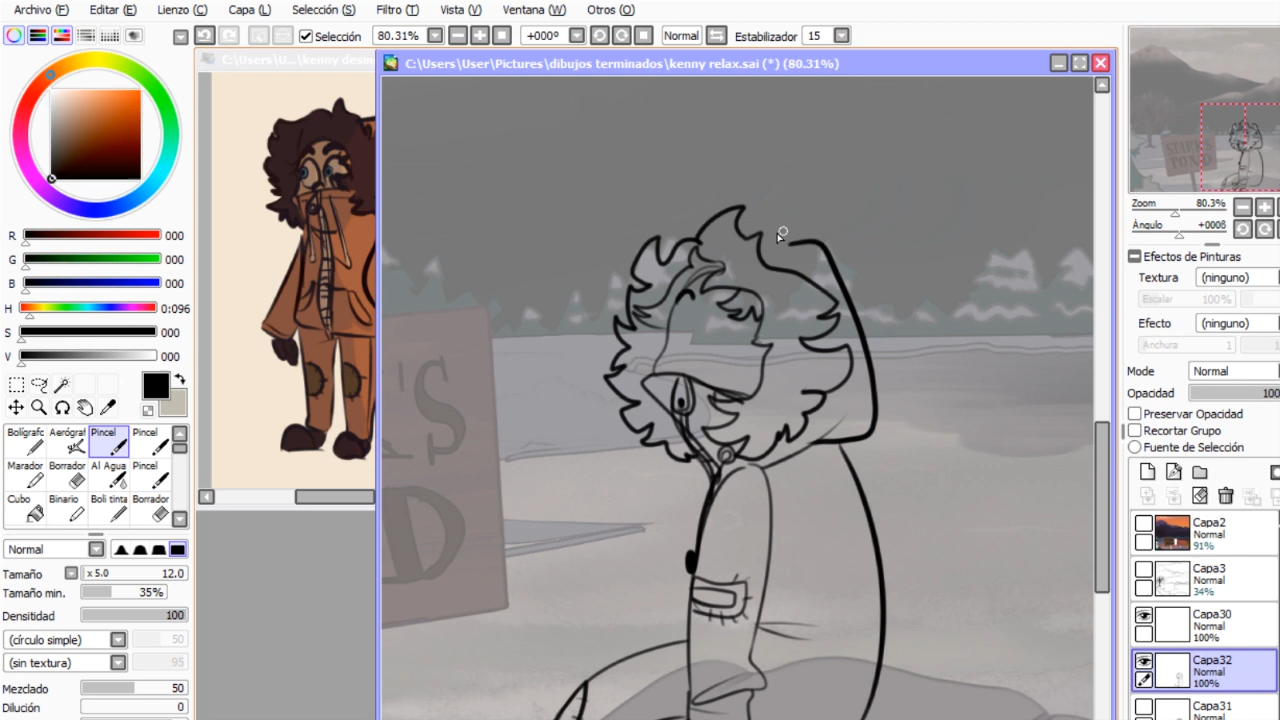 Archivo (F) Editar (E) Lienzo (C) Capa (L) Selección (S) Filtro (T) Vista (V) Ventana (W) Otros (O)
Selección 80.31% +000º Normal Estabilizador 15
C:\Users\User\Pictures\dibujos terminados\kenny relax.sai (*) (80.31%)
R 000
G 000
B 000
H 0:096
S 000
V 000
Bolígrafo Aerógraf Pincel Pincel
Marador Borrador Al Agua Pincel
Cubo Binario Boli tinta Borrador
Normal
Tamaño x 5.0 12.0
Tamaño min. 35%
Densitidad 100
(círculo simple) 50
(sin textura) 95
Mezclado 50
Dilución 0
Zoom 80.3%
Ángulo +000ß
Efectos de Pinturas
Textura (ninguno)
Escalar 100%
Efecto (ninguno)
Anchura 1
Mode Normal
Opacidad 100
Preservar Opacidad
Recortar Grupo
Fuente de Selección
Capa2
Normal
91%
Capa3
Normal
34%
Capa30
Normal
100%
Capa32
Normal
100%
Capa31
Normal